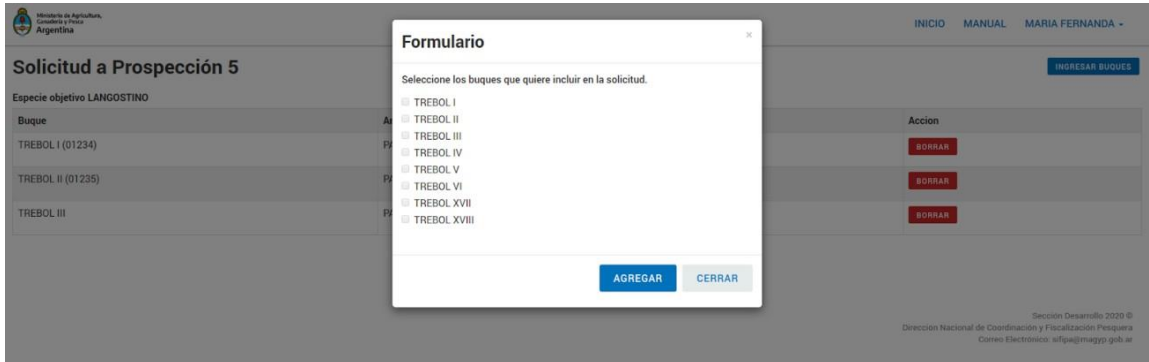 Ministerio de Agricultura,
Ganadería y Pesca
Argentina
INICIO MANUAL MARIA FERNANDA
Solicitud a Prospección 5
INGRESAR BUQUES
Especie objetivo LANGOSTINO
Buque
Accion
TREBOL I (01234)
BORRAR
TREBOL II (01235)
BORRAR
TREBOL III
BORRAR
Formulario
×
Seleccione los buques que quiere incluir en la solicitud.
TREBOL I
TREBOL II
TREBOL III
TREBOL IV
TREBOL V
TREBOL VI
TREBOL XVII
TREBOL XVIII
AGREGAR CERRAR
Sección Desarrollo 2020 ©
Dirección Nacional de Coordinación y Fiscalización Pesquera
Correo Electrónico: sifipa@magyp.gob.ar